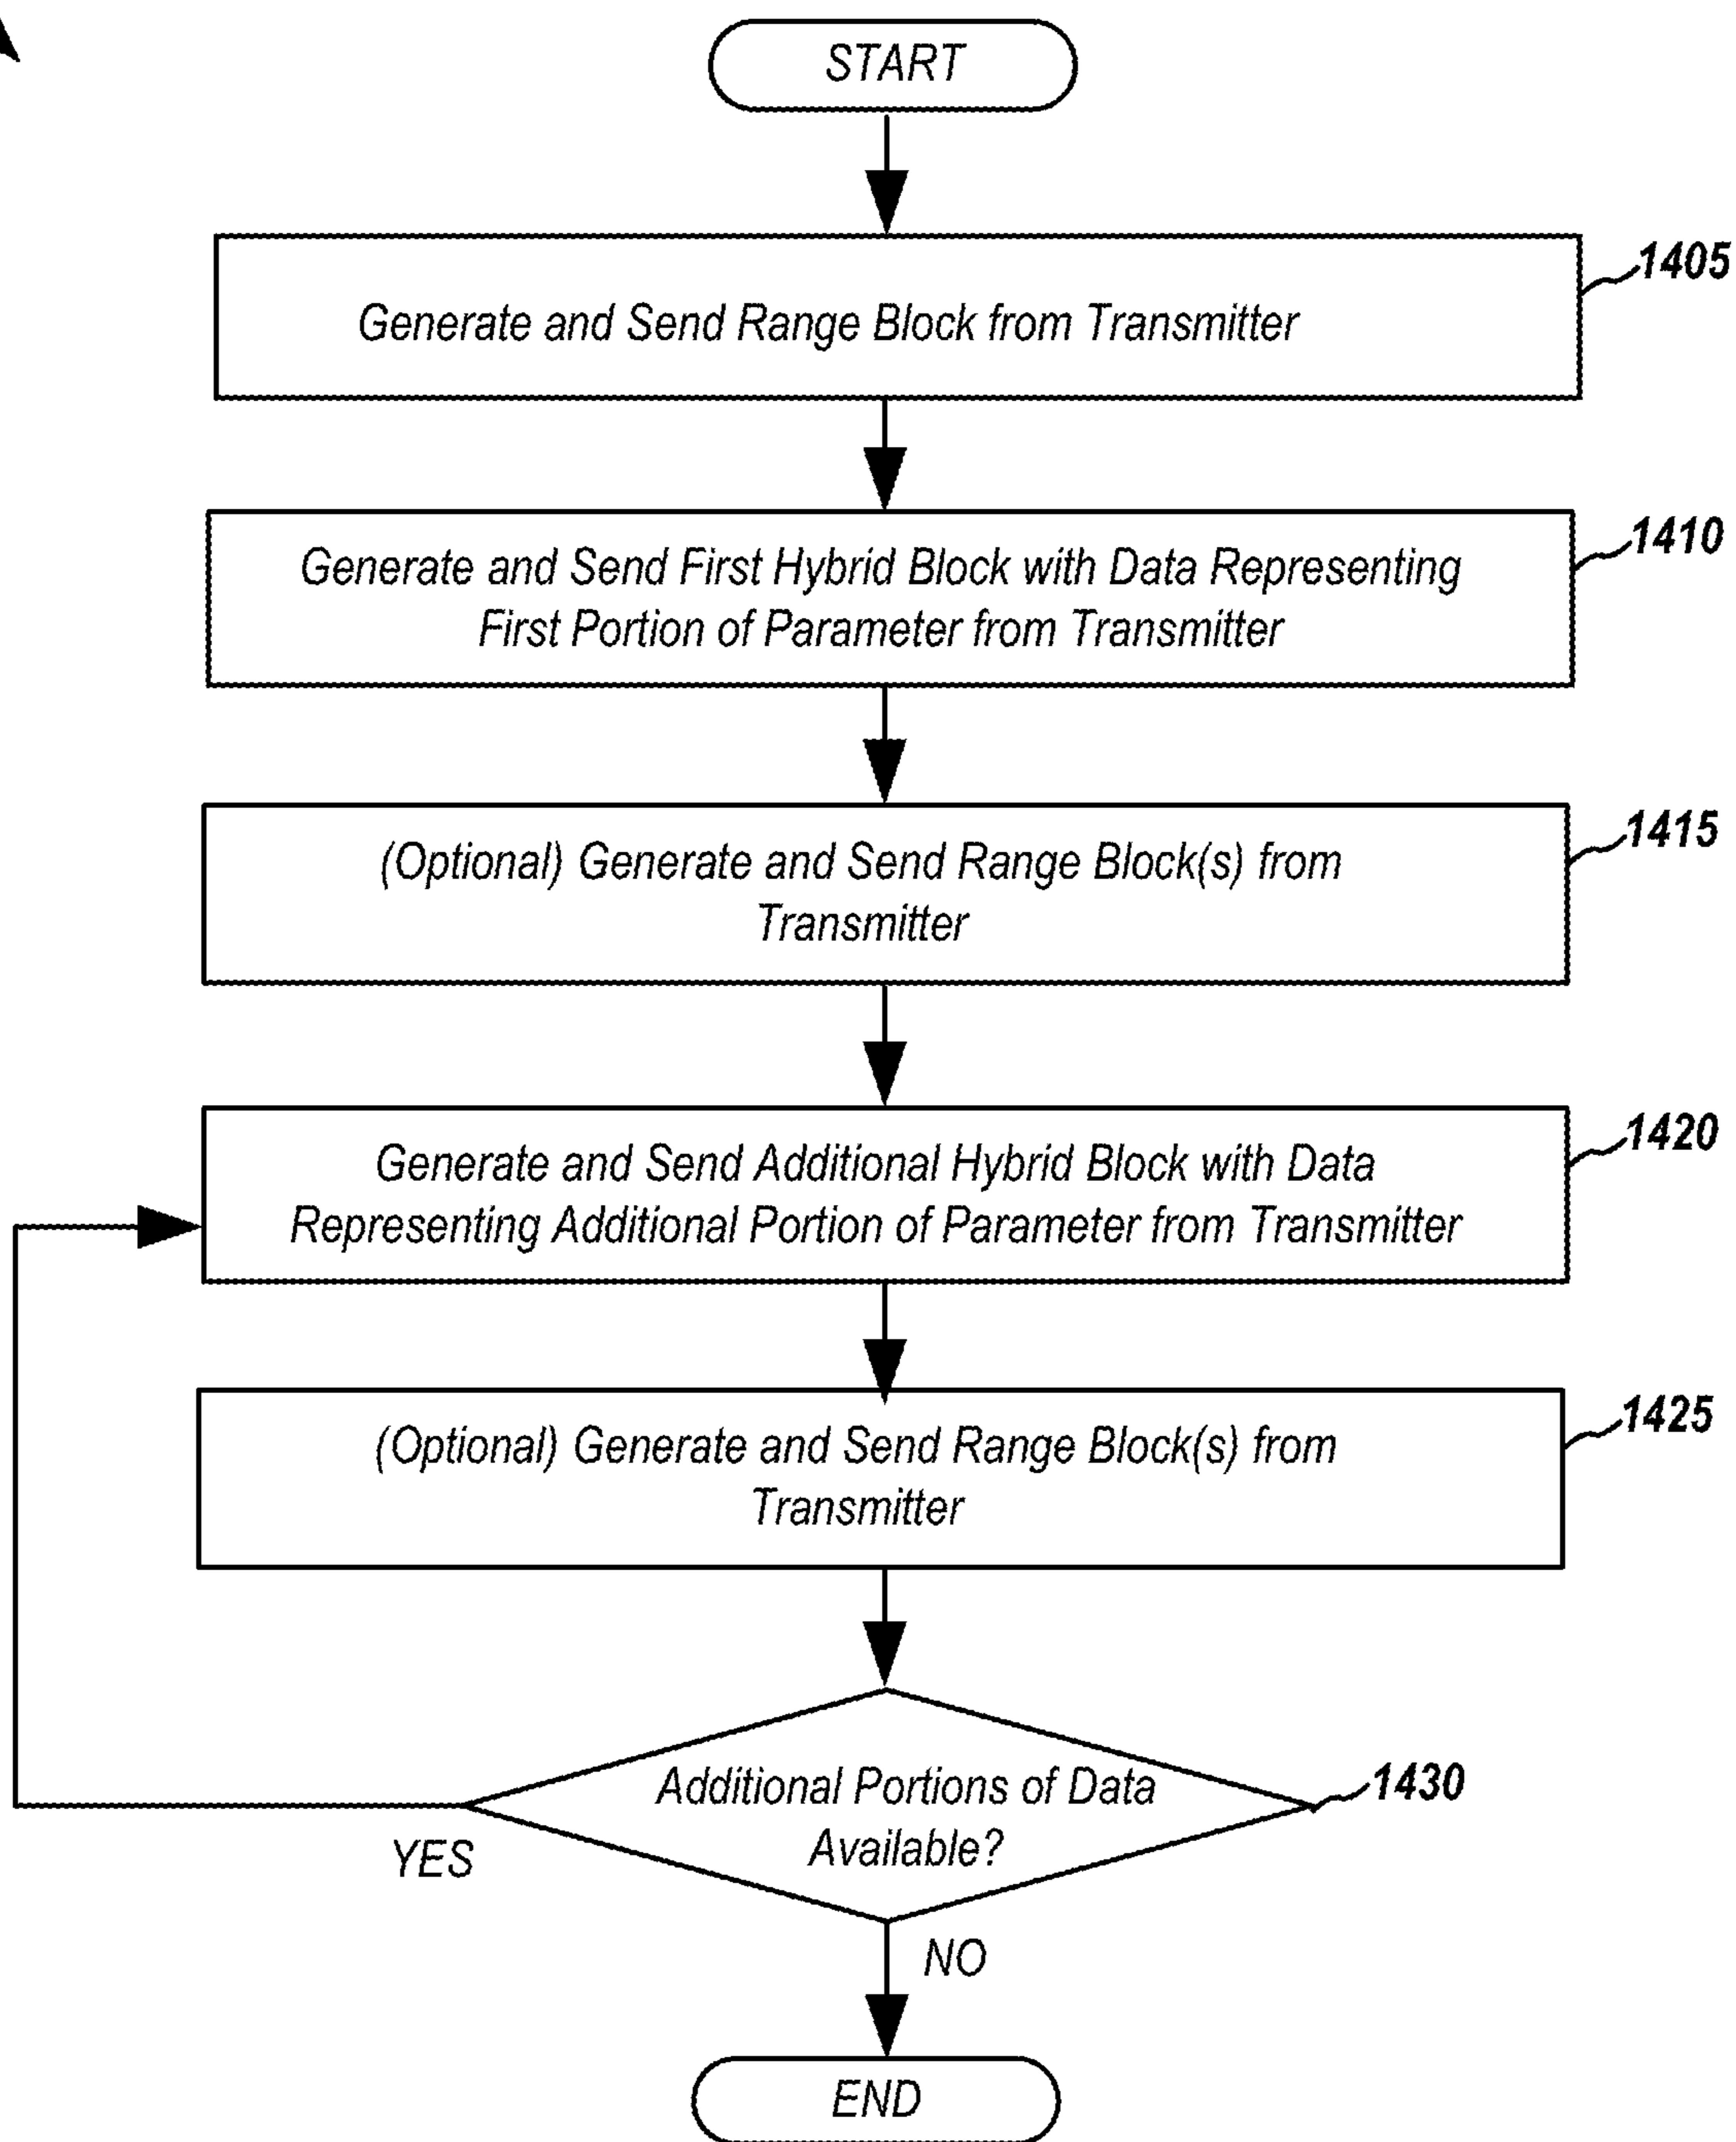 START
Generate and Send Range Block from Transmitter
1405
Generate and Send First Hybrid Block with Data Representing
First Portion of Parameter from Transmitter
1410
(Optional) Generate and Send Range Block(s) from
Transmitter
1415
Generate and Send Additional Hybrid Block with Data
Representing Additional Portion of Parameter from Transmitter
1420
(Optional) Generate and Send Range Block(s) from
Transmitter
1425
Additional Portions of Data
Available?
1430
YES
NO
END